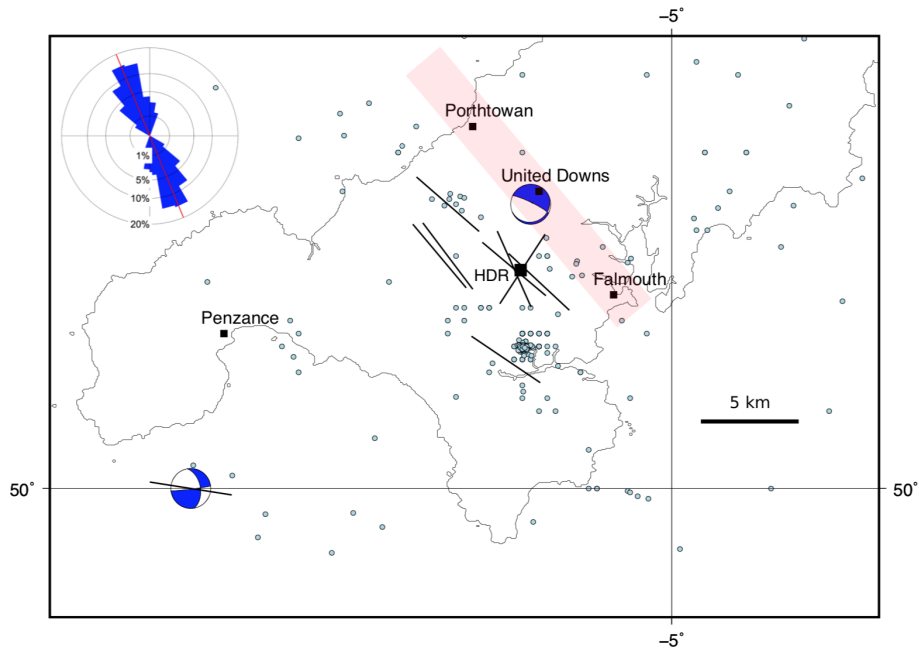 -5°
1%
5%
10%
20%
Porthtowan
United Downs
HDR
Falmouth
Penzance
5 km
50°
50°
-5°